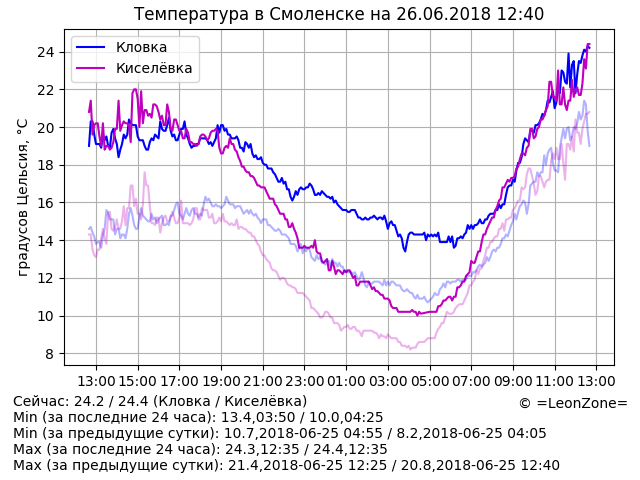 Температура в Смоленске на 26.06.2018 12:40
Кловка
Киселёвка
градусов Цельсия, °C
24
22
20
18
16
14
12
10
8
13:00 15:00 17:00 19:00 21:00 23:00 01:00 03:00 05:00 07:00 09:00 11:00 13:00
Сейчас: 24.2 / 24.4 (Кловка / Киселёвка)
© =LeonZone=
Min (за последние 24 часа): 13.4,03:50 / 10.0,04:25
Min (за предыдущие сутки): 10.7,2018-06-25 04:55 / 8.2,2018-06-25 04:05
Max (за последние 24 часа): 24.3,12:35 / 24.4,12:35
Max (за предыдущие сутки): 21.4,2018-06-25 12:25 / 20.8,2018-06-25 12:40